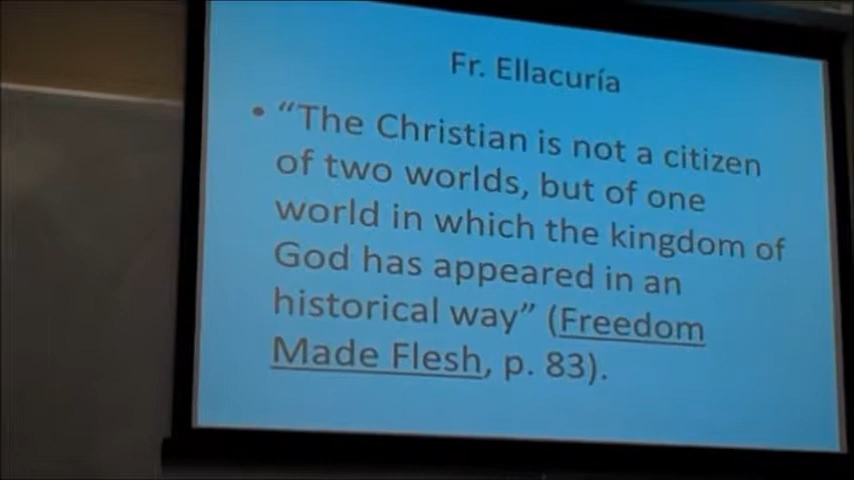 Fr. Ellacuría
• “The Christian is not a citizen
of two worlds, but of one
world in which the kingdom of
God has appeared in an
historical way” (Freedom
Made Flesh, p. 83).